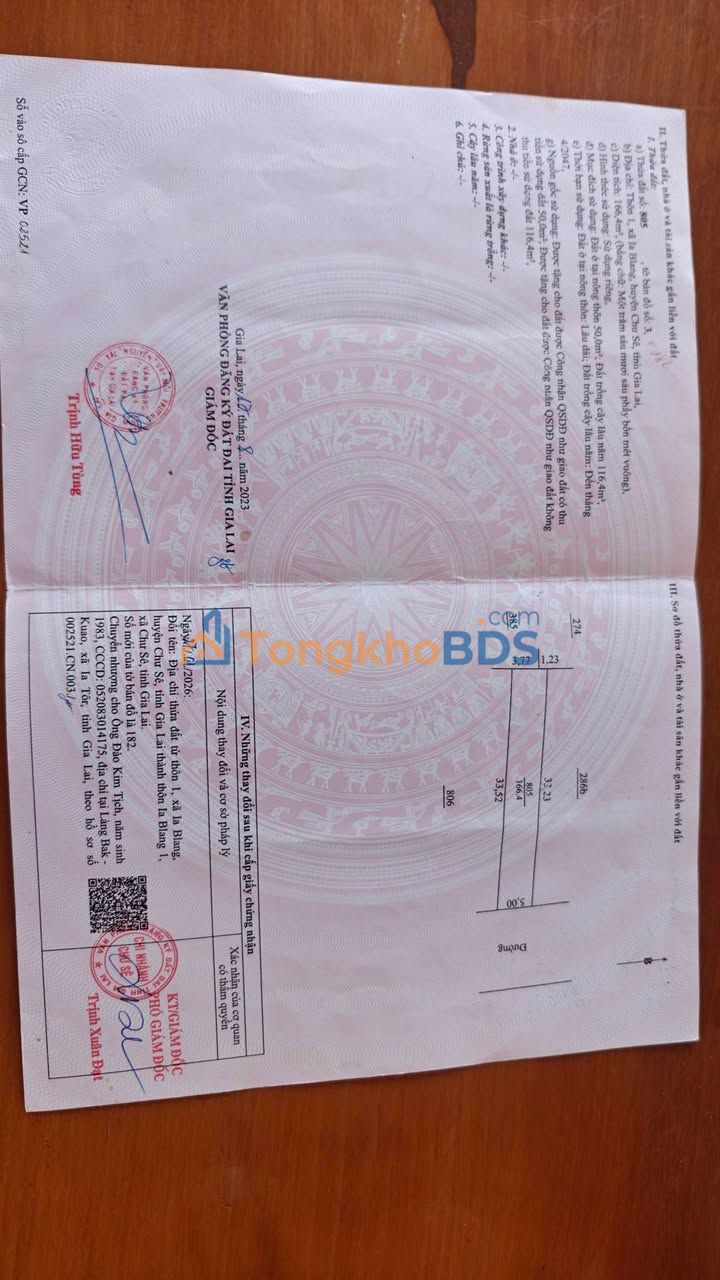 II. Thửa đất, nhà ở và tài sản khác gắn liền với đất
1. Thửa đất:
a) Thửa đất số: 805 , tờ bản đồ số: 3,
b) Địa chỉ: Thôn 1, xã Ia Blang, huyện Chư Sê, tỉnh Gia Lai,
c) Diện tích: 166,4m², (bằng chữ: Một trăm sáu mươi sáu phẩy bốn mét vuông),
d) Hình thức sử dụng: Sử dụng riêng,
đ) Mục đích sử dụng: Đất ở tại nông thôn 50,0m²; Đất trồng cây lâu năm 116,4m²,
e) Thời hạn sử dụng: Đất ở tại nông thôn: Lâu dài; Đất trồng cây lâu năm: Đến tháng
4/2047,
g) Nguồn gốc sử dụng: Được tặng cho đất được Công nhận QSDĐ như giao đất có thu
tiền sử dụng đất 50,0m²; Được tặng cho đất được Công nhận QSDĐ như giao đất không
thu tiền sử dụng đất 116,4m².
2. Nhà ở: -/-
3. Công trình xây dựng khác: -/-
4. Rừng sản xuất là rừng trồng: -/-
5. Cây lâu năm: -/-
6. Ghi chú: -/-
Gia Lai, ngày tháng 8 năm 2023
VĂN PHÒNG ĐĂNG KÝ ĐẤT ĐAI TỈNH GIA LAI
GIÁM ĐỐC
Trịnh Hữu Tòng
Số vào sổ cấp GCN: VP 02521
III. Sơ đồ thửa đất, nhà ở và tài sản khác gắn liền với đất
B
274
286b
385
3,77
1,23
33,23
805
166,4
33,52
5,00
Đường
806
TongkhoBDS
.com
IV. Những thay đổi sau khi cấp giấy chứng nhận
Nội dung thay đổi và cơ sở pháp lý
Xác nhận của cơ quan
có thẩm quyền
Ngày /01/2026:
Đổi tên: Địa chỉ thửa đất từ thôn 1, xã Ia Blang,
huyện Chư Sê, tỉnh Gia Lai thành thôn Ia Blang 1,
xã Chư Sê, tỉnh Gia Lai.
Số mới của tờ bản đồ là 182.
Chuyển nhượng cho Ông Đào Kim Tịch, năm sinh
1983, CCCD: 052083014175, địa chỉ tại Làng Bak -
Kuao, xã Ia Tôr, tỉnh Gia Lai, theo hồ sơ số
002521.CN.003./.
KT/GIÁM ĐỐC
PHÓ GIÁM ĐỐC
CHI NHÁNH
CHƯ SÊ
Trịnh Xuân Đạt